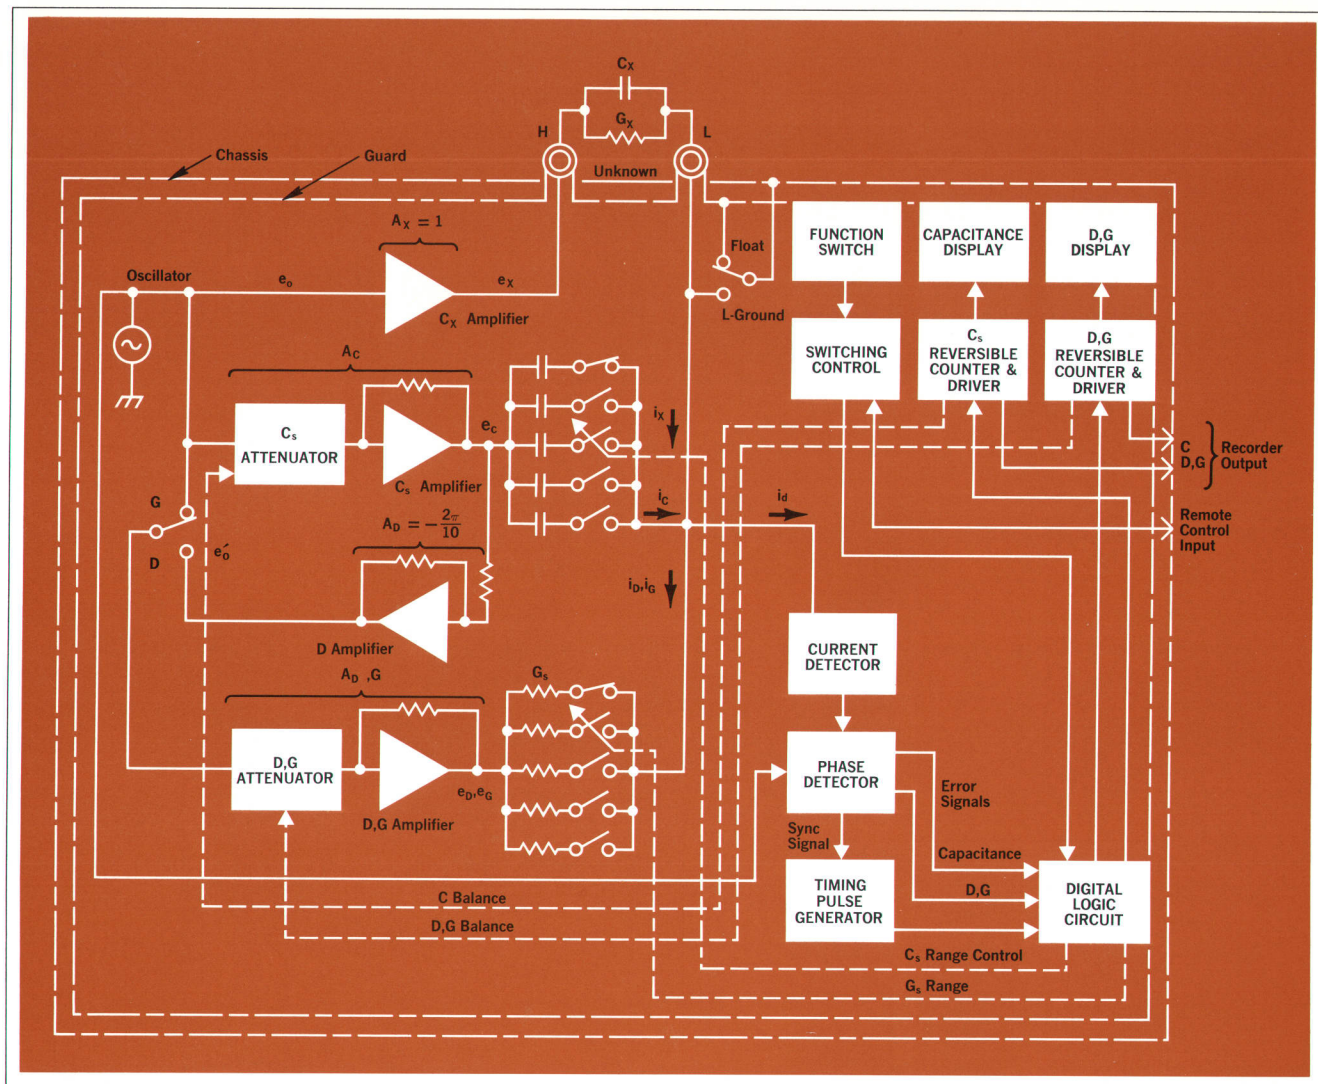 Cx
Gx
H
L
Unknown
Chassis
Guard
Ax = 1
Oscillator
eo
ex
Cx Amplifier
Float
L-Ground
FUNCTION
SWITCH
CAPACITANCE
DISPLAY
D,G
DISPLAY
SWITCHING
CONTROL
Cs
REVERSIBLE
COUNTER &
DRIVER
D,G
REVERSIBLE
COUNTER &
DRIVER
C
D,G
Recorder
Output
Remote
Control
Input
AC
Cs
ATTENUATOR
Cs Amplifier
ec
ix
ic
id
G
D
e′o
AD = −2π/10
D Amplifier
iD,iG
AD ,G
Gs
D,G
ATTENUATOR
D,G Amplifier
eD,eG
CURRENT
DETECTOR
PHASE
DETECTOR
Error
Signals
Sync
Signal
Capacitance
D,G
TIMING
PULSE
GENERATOR
DIGITAL
LOGIC
CIRCUIT
C Balance
D,G Balance
Cs Range Control
Gs Range